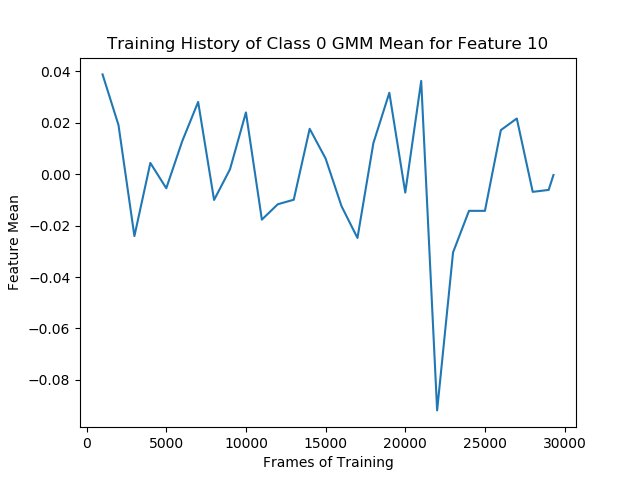 Training History of Class 0 GMM Mean for Feature 10
0.04
0.02
0.00
−0.02
−0.04
−0.06
−0.08
Feature Mean
0 5000 10000 15000 20000 25000 30000
Frames of Training